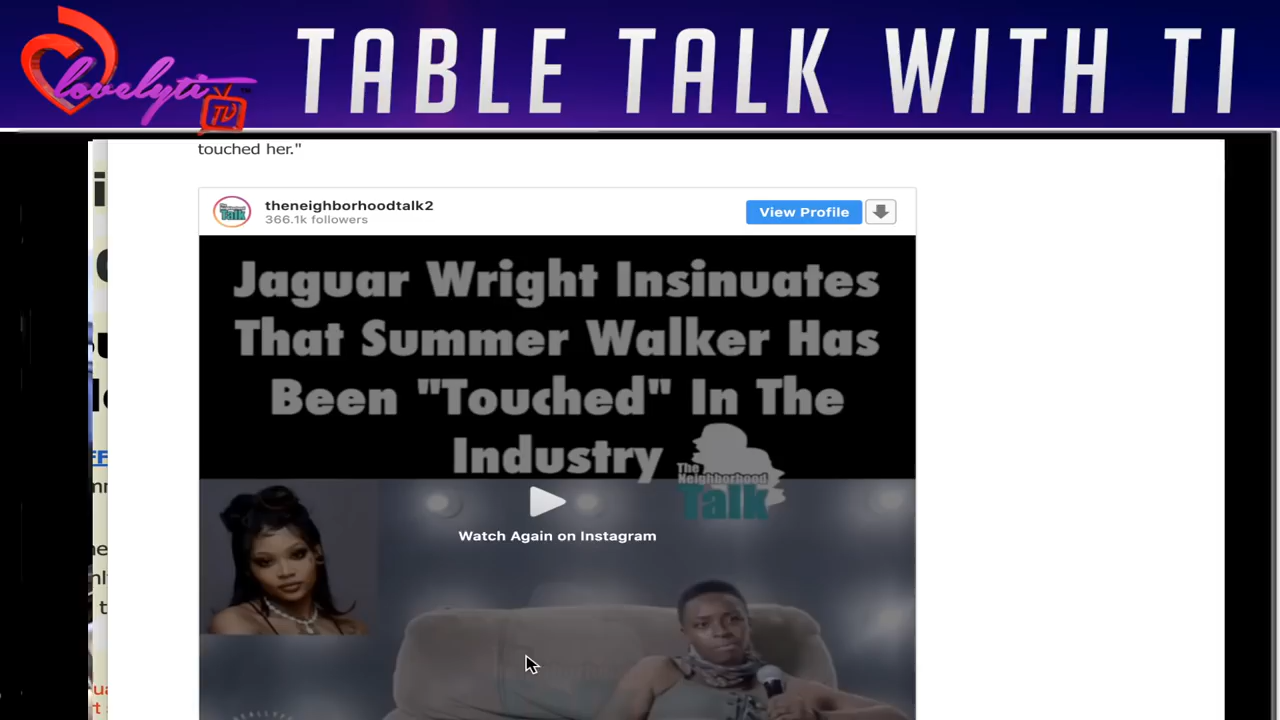 lovelyti
TV
TABLE TALK WITH TI
touched her."
theneighborhoodtalk2
366.1k followers
View Profile
Jaguar Wright Insinuates
That Summer Walker Has
Been "Touched" In The
Industry
The
Neighborhood
Talk
Watch Again on Instagram